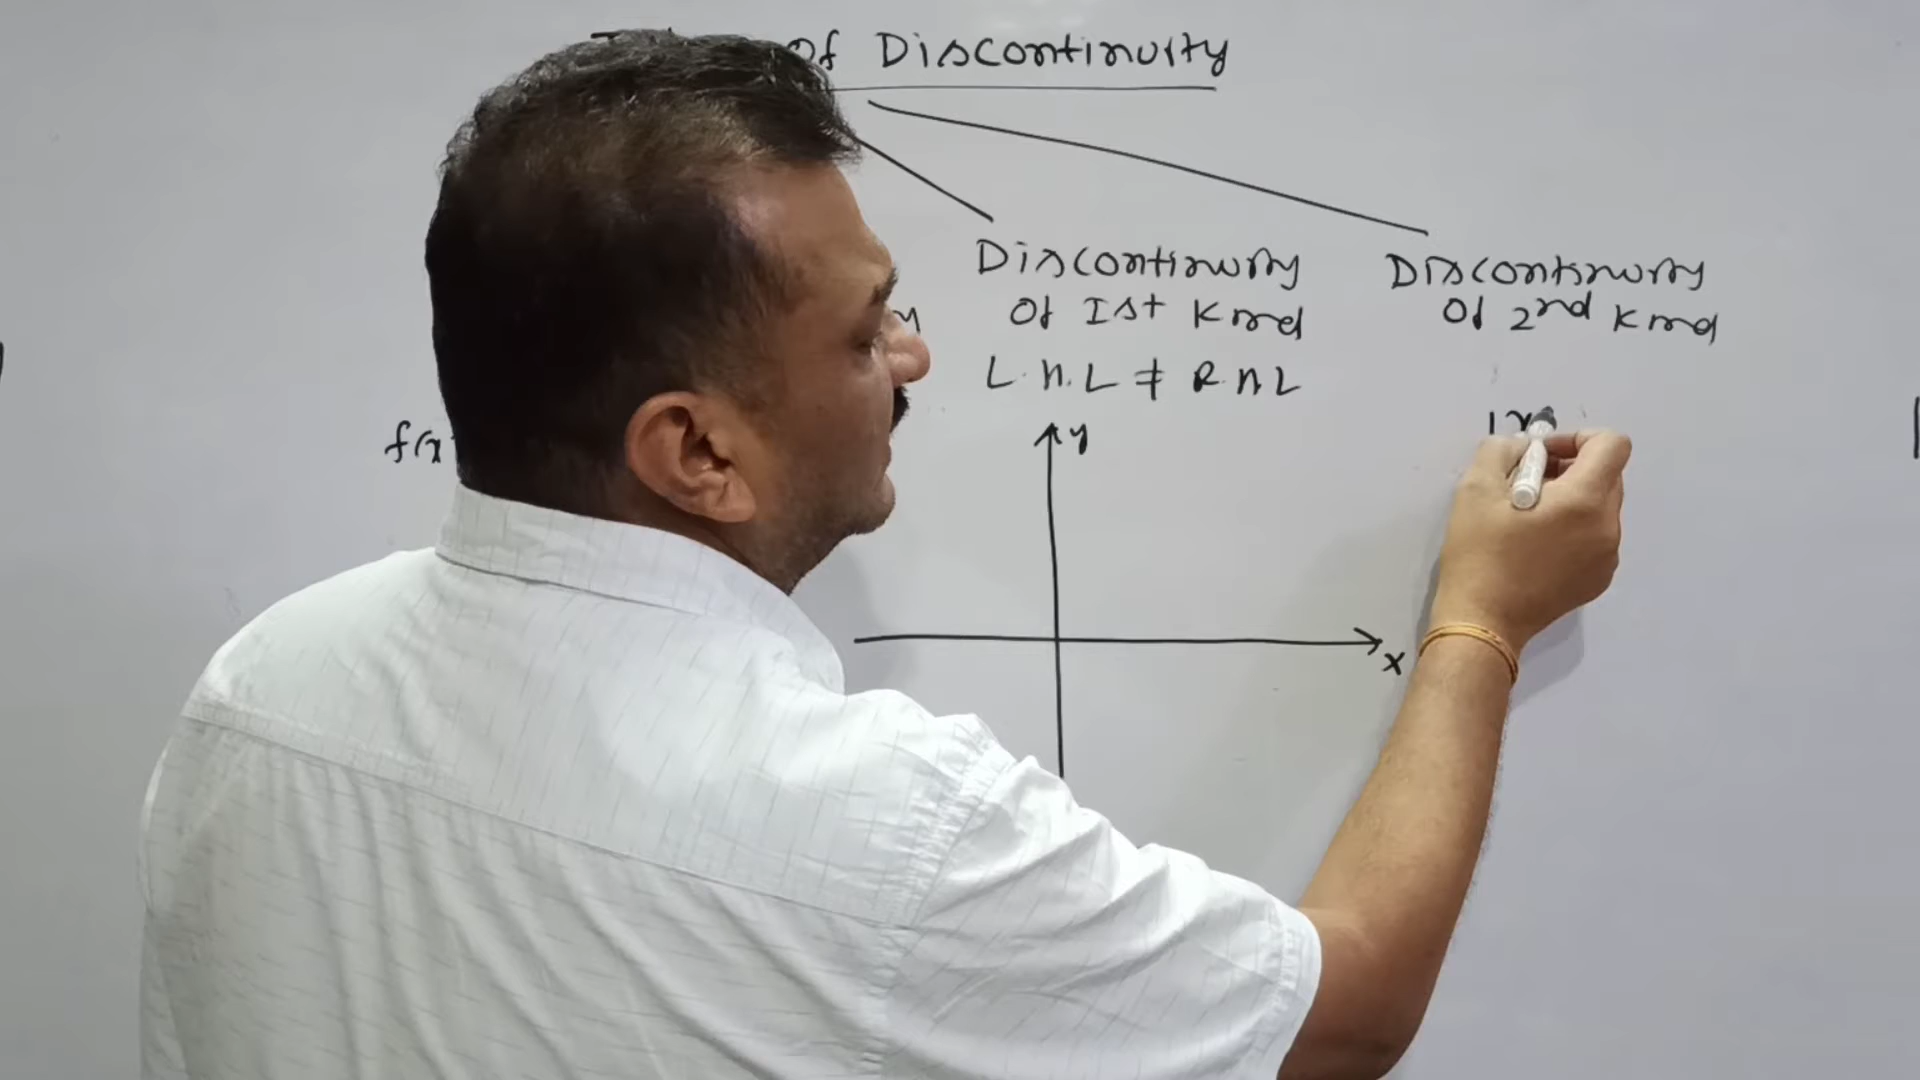 of Discontinuity
Discontinuity
Of Ist Kind
L.H.L ≠ R.H.L
Discontinuity
Of 2nd Kind
f(x
y
x